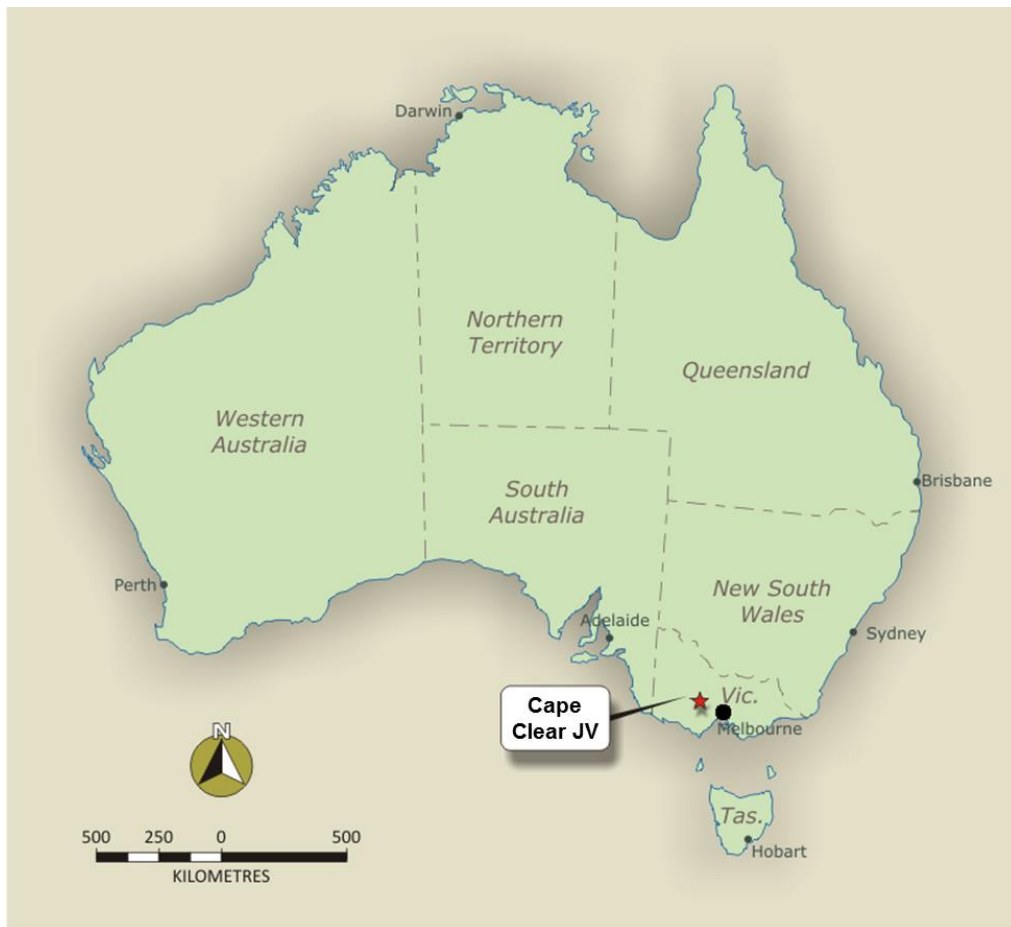 Darwin
Northern
Territory
Queensland
Western
Australia
South
Australia
Brisbane
Perth
New South
Wales
Adelaide
Sydney
Cape
Clear JV
Vic.
Melbourne
N
Tas.
Hobart
500 250 0 500
KILOMETRES